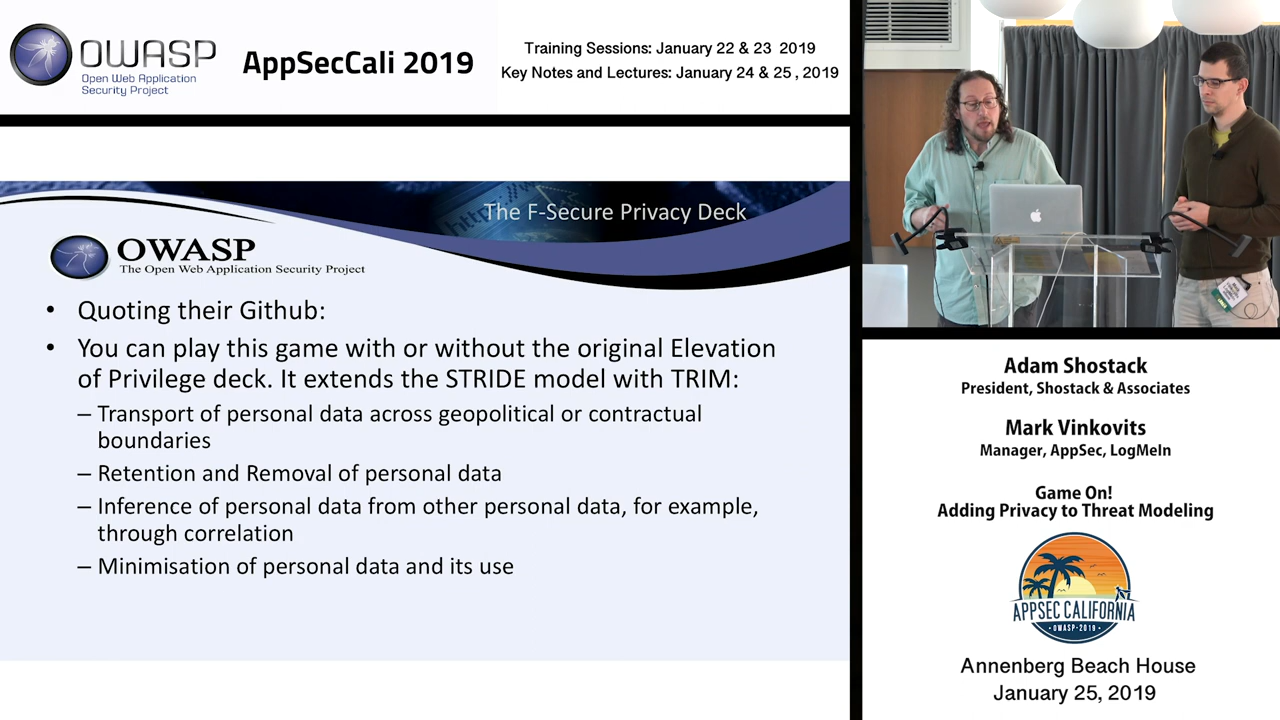 OWASP
Open Web Application
Security Project
AppSecCali 2019
Training Sessions: January 22 & 23 2019
Key Notes and Lectures: January 24 & 25 , 2019
The F-Secure Privacy Deck
OWASP
The Open Web Application Security Project
• Quoting their Github:
• You can play this game with or without the original Elevation
of Privilege deck. It extends the STRIDE model with TRIM:
– Transport of personal data across geopolitical or contractual
boundaries
– Retention and Removal of personal data
– Inference of personal data from other personal data, for example,
through correlation
– Minimisation of personal data and its use
Adam Shostack
President, Shostack & Associates
Mark Vinkovits
Manager, AppSec, LogMeIn
Game On!
Adding Privacy to Threat Modeling
APPSEC CALIFORNIA
• OWASP-2019 •
Annenberg Beach House
January 25, 2019